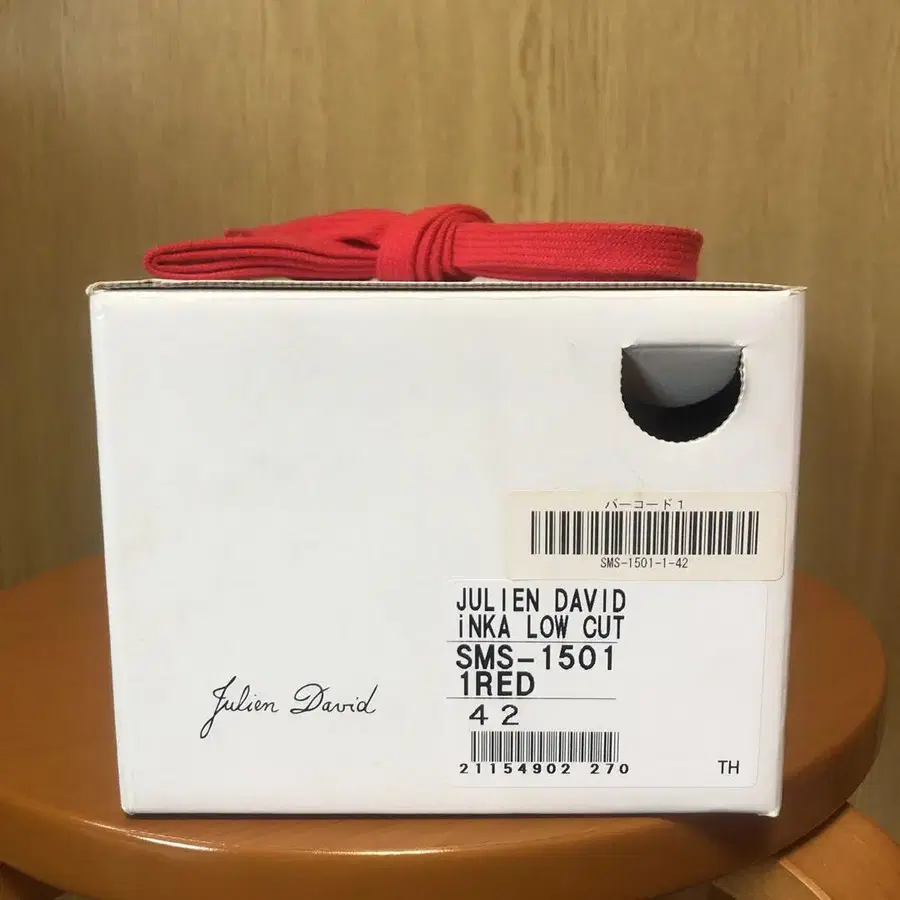 バーコード1
SMS-1501-1-42
JULIEN DAVID
iNKA LOW CUT
SMS-1501
1RED
42
21154902 270
TH
Julien David